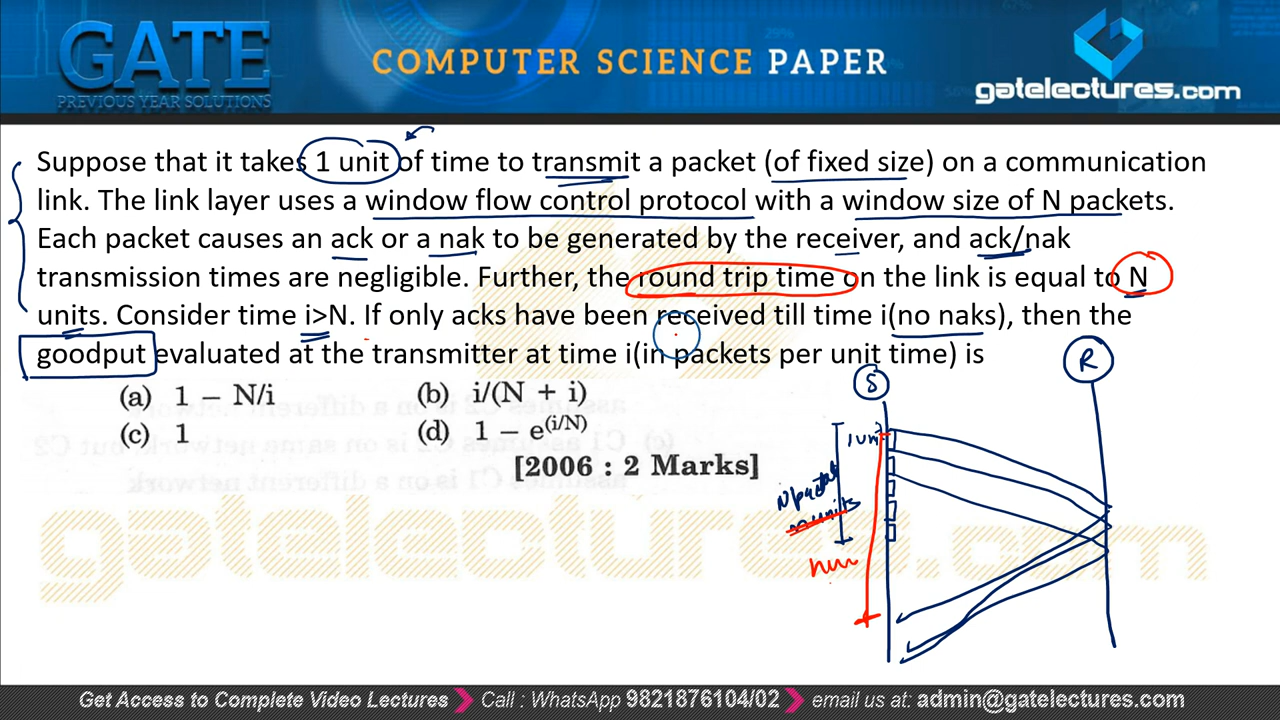 GATE
PREVIOUS YEAR SOLUTIONS
COMPUTER SCIENCE PAPER
gatelectures.com
Suppose that it takes 1 unit of time to transmit a packet (of fixed size) on a communication
link. The link layer uses a window flow control protocol with a window size of N packets.
Each packet causes an ack or a nak to be generated by the receiver, and ack/nak
transmission times are negligible. Further, the round trip time on the link is equal to N
units. Consider time i>N. If only acks have been received till time i(no naks), then the
goodput evaluated at the transmitter at time i(in packets per unit time) is
(a) 1 − N/i
(b) i/(N + i)
(c) 1
(d) 1 − e^(i/N)
[2006 : 2 Marks]
S
R
1 unit
gatelectures.com
Get Access to Complete Video Lectures
Call : WhatsApp 9821876104/02
email us at: admin@gatelectures.com